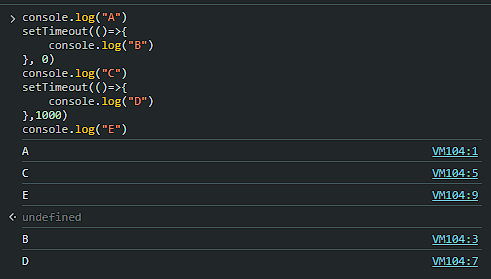 console.log("A")
setTimeout(()=>{
    console.log("B")
}, 0)
console.log("C")
setTimeout(()=>{
    console.log("D")
},1000)
console.log("E")
A VM104:1
C VM104:5
E VM104:9
undefined
B VM104:3
D VM104:7